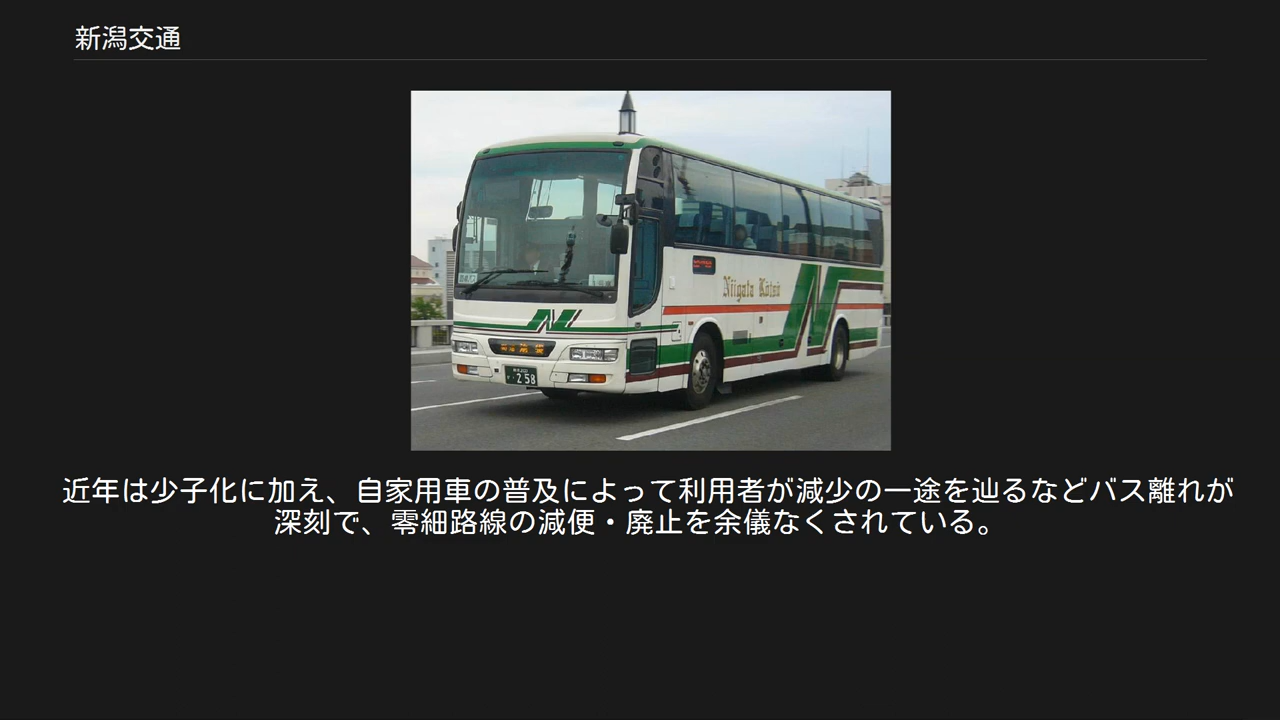 新潟交通
Niigata Kotsu
258
近年は少子化に加え、自家用車の普及によって利用者が減少の一途を辿るなどバス離れが
深刻で、零細路線の減便・廃止を余儀なくされている。